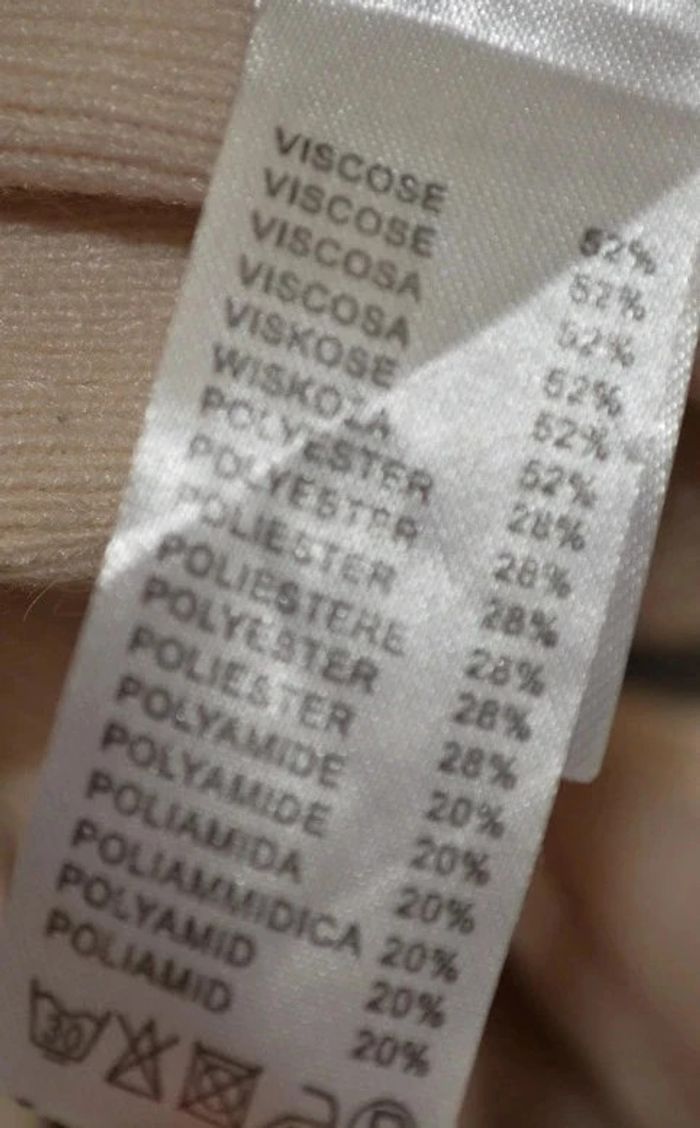 VISCOSE 52%
VISCOSE 52%
VISCOSA 52%
VISCOSA 52%
VISKOSE 52%
WISKOZA 52%
POLYESTER 28%
POLYESTER 28%
POLIESTER 28%
POLIESTERE 28%
POLYESTER 28%
POLIESTER 28%
POLYAMIDE 20%
POLYAMIDE 20%
POLIAMIDA 20%
POLIAMMIDICA 20%
POLYAMID 20%
POLIAMID 20%
30 P